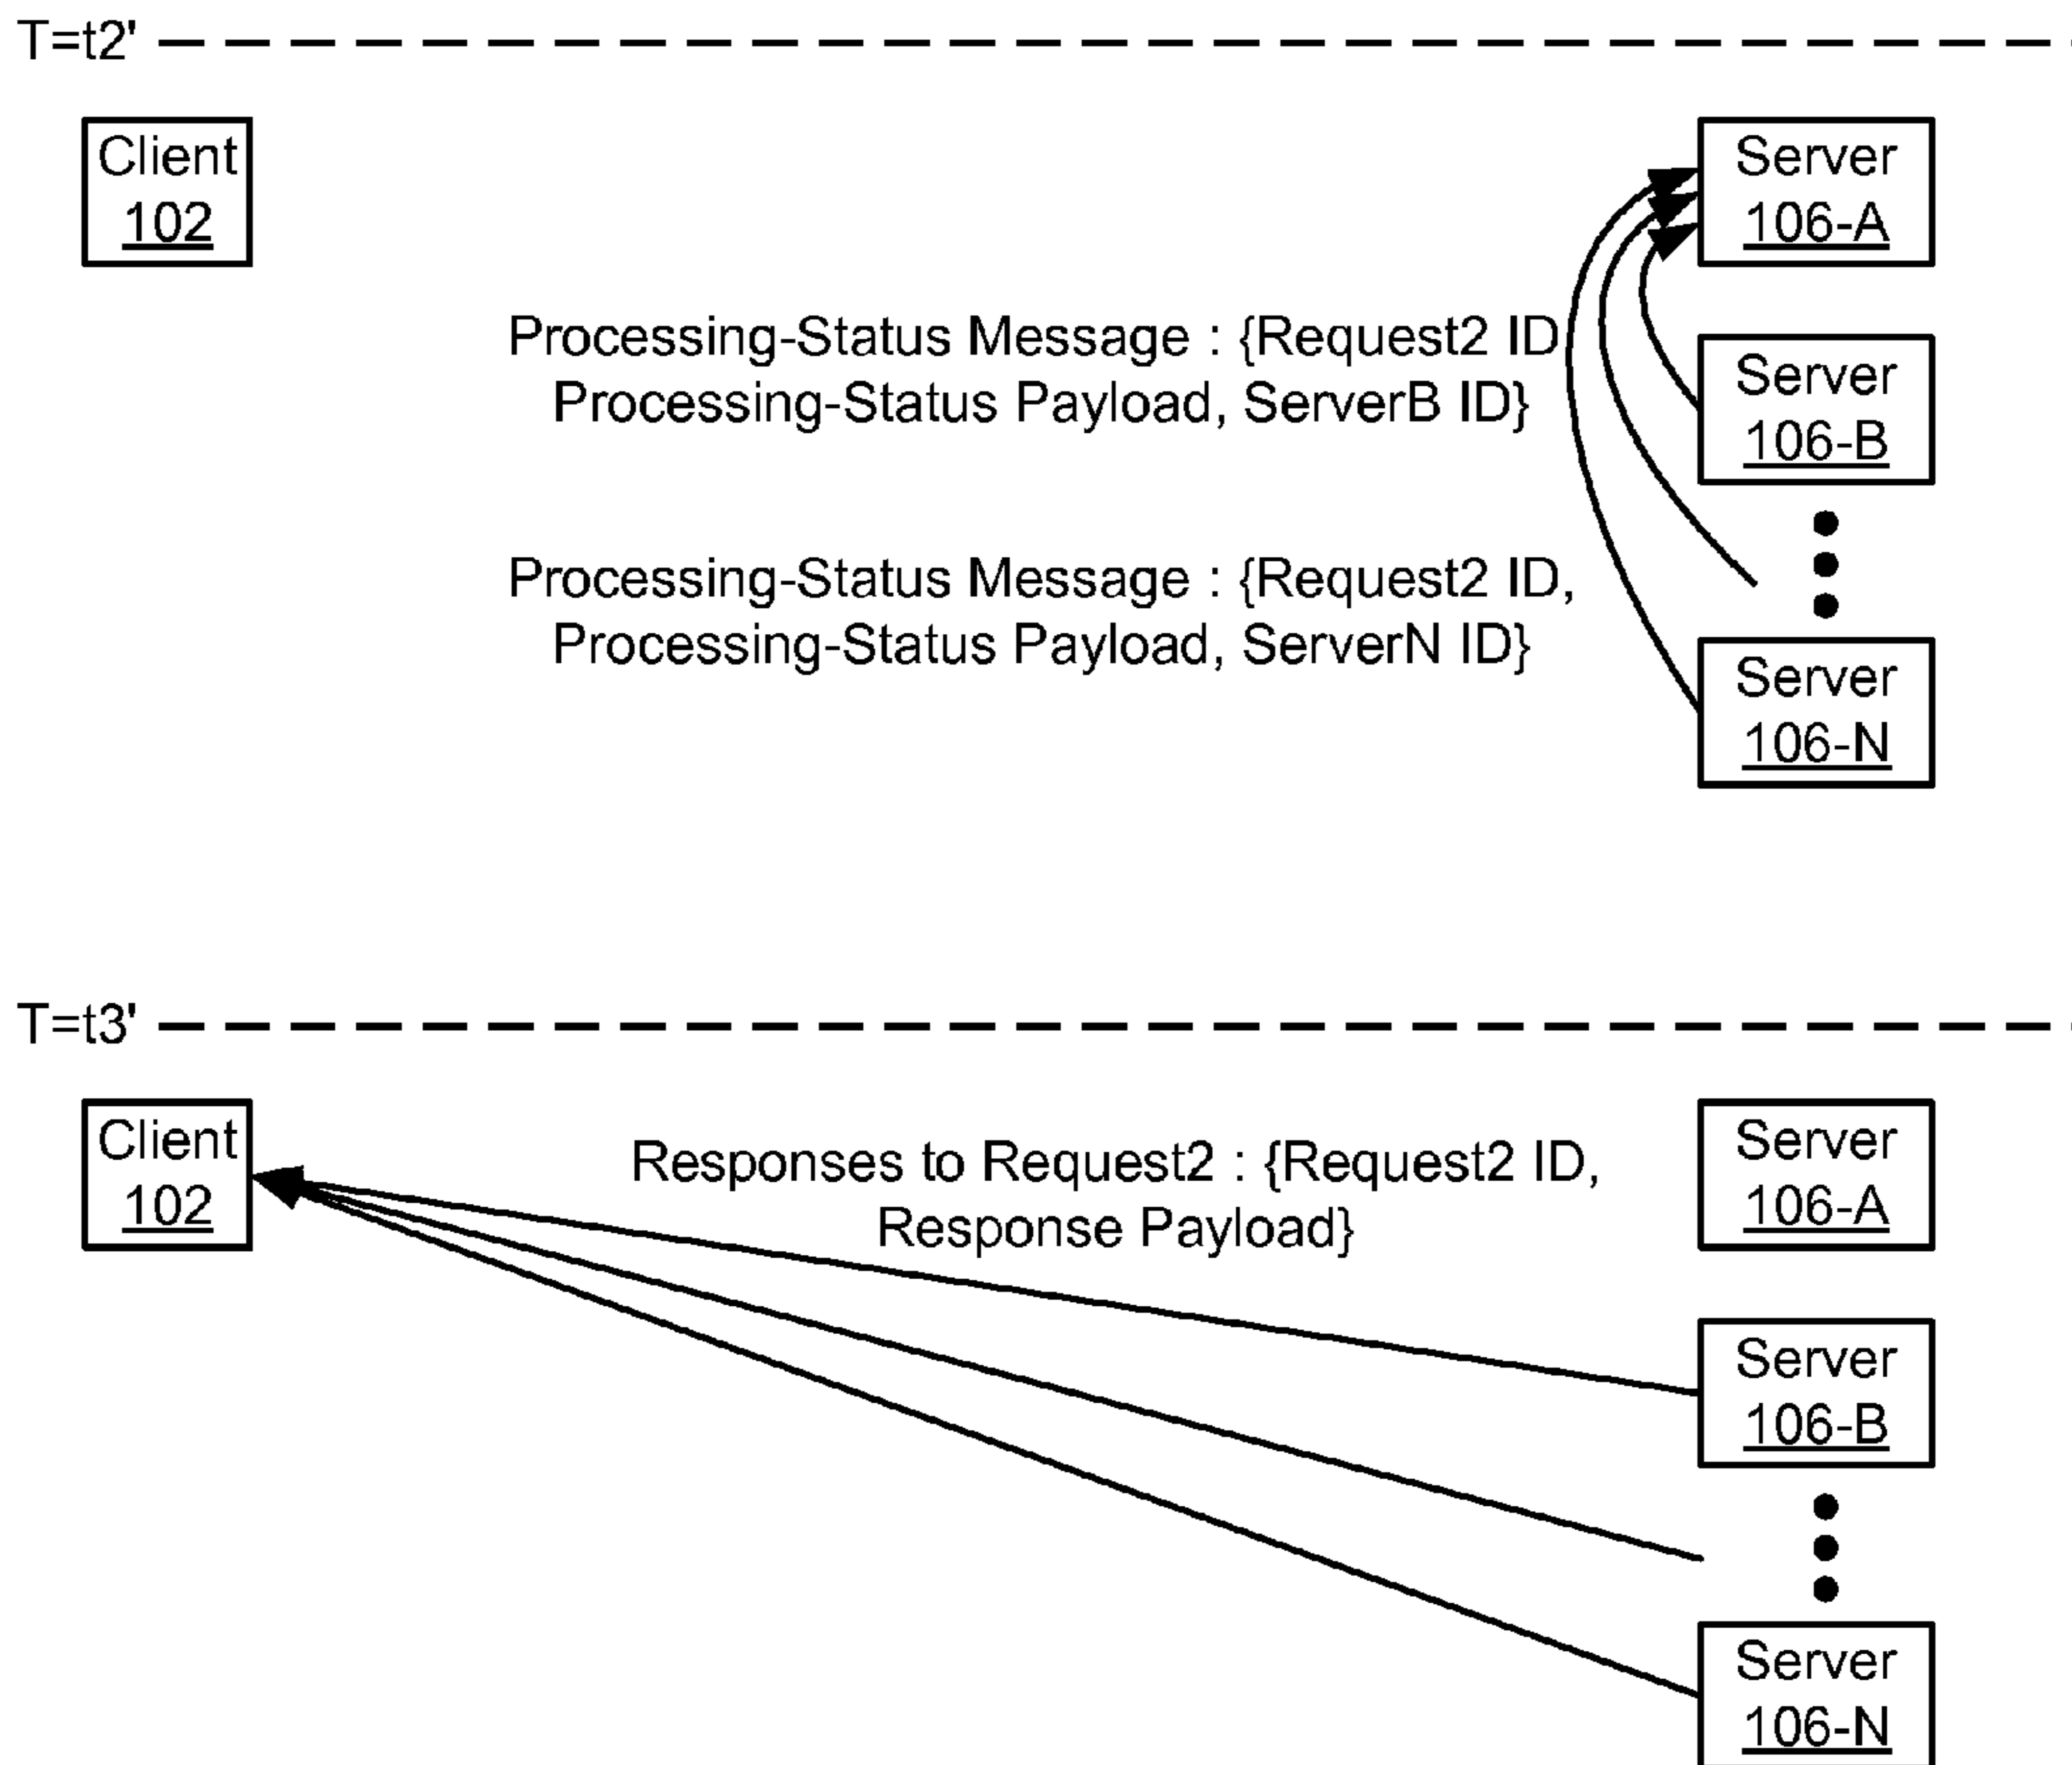 T=t2'
Client
102
Server
106-A
Processing-Status Message : {Request2 ID
Processing-Status Payload, ServerB ID}
Server
106-B
Processing-Status Message : {Request2 ID,
Processing-Status Payload, ServerN ID}
Server
106-N
T=t3'
Client
102
Responses to Request2 : {Request2 ID,
Response Payload}
Server
106-A
Server
106-B
Server
106-N